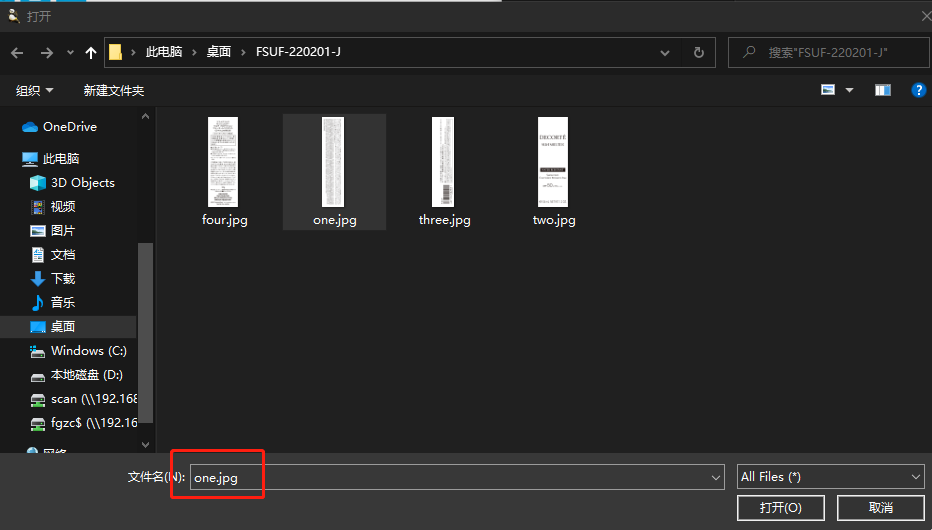 打开
此电脑 › 桌面 › FSUF-220201-J
搜索"FSUF-220201-J"
组织 新建文件夹
OneDrive
此电脑
3D Objects
视频
图片
文档
下载
音乐
桌面
Windows (C:)
本地磁盘 (D:)
scan (\\192.168
fgzc$ (\\192.16
网络
DECORTÉ
four.jpg one.jpg three.jpg two.jpg
文件名(N): one.jpg
All Files (*)
打开(O) 取消